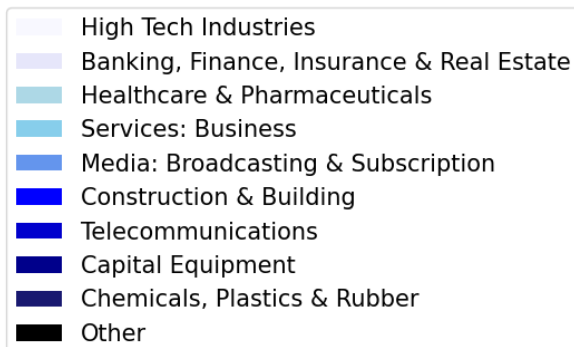 High Tech Industries
Banking, Finance, Insurance & Real Estate
Healthcare & Pharmaceuticals
Services: Business
Media: Broadcasting & Subscription
Construction & Building
Telecommunications
Capital Equipment
Chemicals, Plastics & Rubber
Other